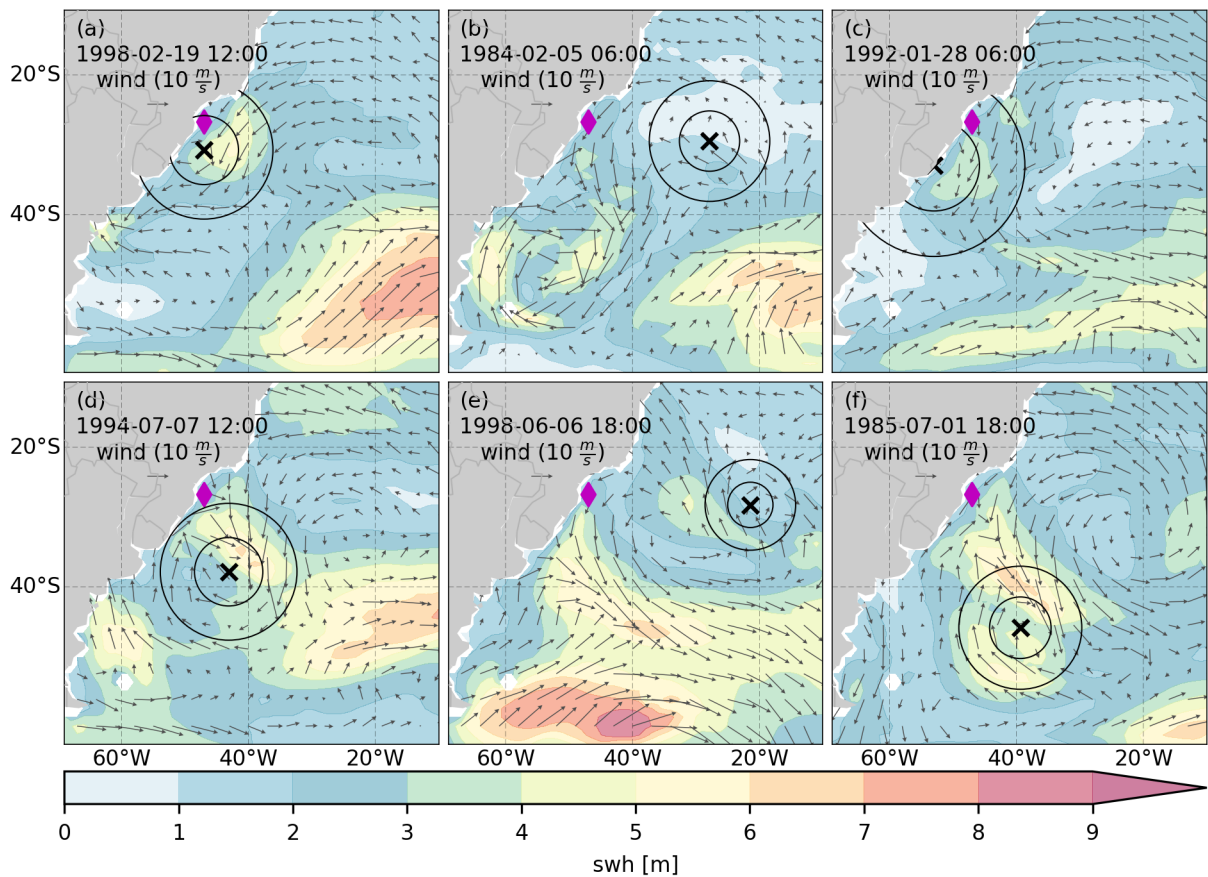 (a)
1998-02-19 12:00
wind (10 m/s)
(b)
1984-02-05 06:00
wind (10 m/s)
(c)
1992-01-28 06:00
wind (10 m/s)
20°S
40°S
(d)
1994-07-07 12:00
wind (10 m/s)
(e)
1998-06-06 18:00
wind (10 m/s)
(f)
1985-07-01 18:00
wind (10 m/s)
20°S
40°S
60°W 40°W 20°W 60°W 40°W 20°W 60°W 40°W 20°W
0 1 2 3 4 5 6 7 8 9
swh [m]